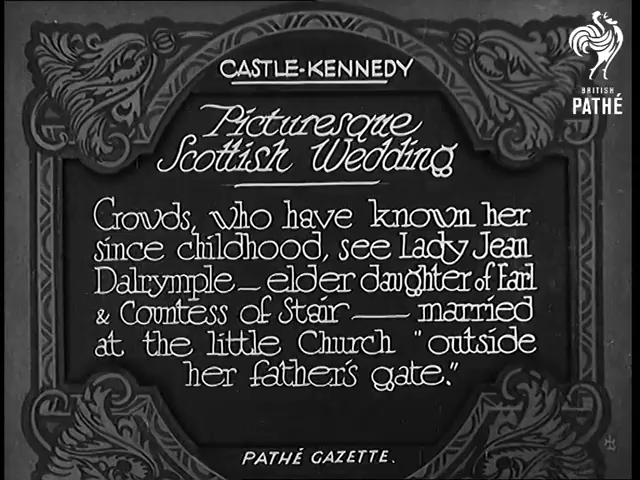 CASTLE-KENNEDY
BRITISH
PATHÉ
Picturesque
Scottish Wedding
Crowds, who have known her
since childhood, see Lady Jean
Dalrymple — elder daughter of Earl
& Countess of Stair — married
at the little Church "outside
her father's gate."
PATHÉ GAZETTE.